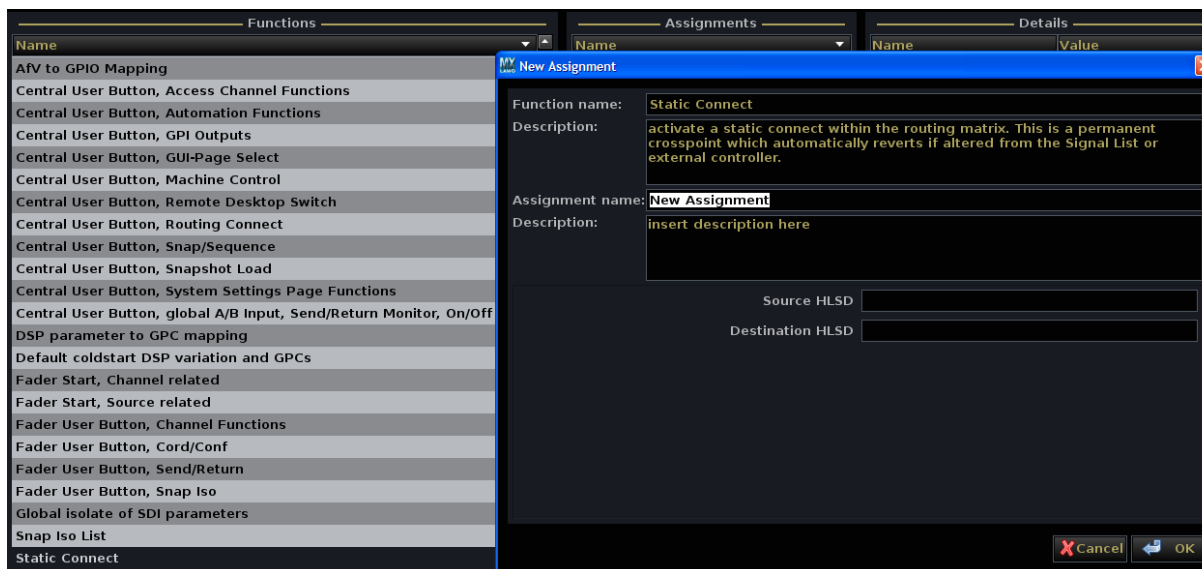 Functions
Assignments
Details
Name
Name
Name
Value
AfV to GPIO Mapping
Central User Button, Access Channel Functions
Central User Button, Automation Functions
Central User Button, GPI Outputs
Central User Button, GUI-Page Select
Central User Button, Machine Control
Central User Button, Remote Desktop Switch
Central User Button, Routing Connect
Central User Button, Snap/Sequence
Central User Button, Snapshot Load
Central User Button, System Settings Page Functions
Central User Button, global A/B Input, Send/Return Monitor, On/Off
DSP parameter to GPC mapping
Default coldstart DSP variation and GPCs
Fader Start, Channel related
Fader Start, Source related
Fader User Button, Channel Functions
Fader User Button, Cord/Conf
Fader User Button, Send/Return
Fader User Button, Snap Iso
Global isolate of SDI parameters
Snap Iso List
Static Connect
MY LAWO New Assignment
Function name: Static Connect
Description: activate a static connect within the routing matrix. This is a permanent
crosspoint which automatically reverts if altered from the Signal List or
external controller.
Assignment name: New Assignment
Description: insert description here
Source HLSD
Destination HLSD
Cancel
OK